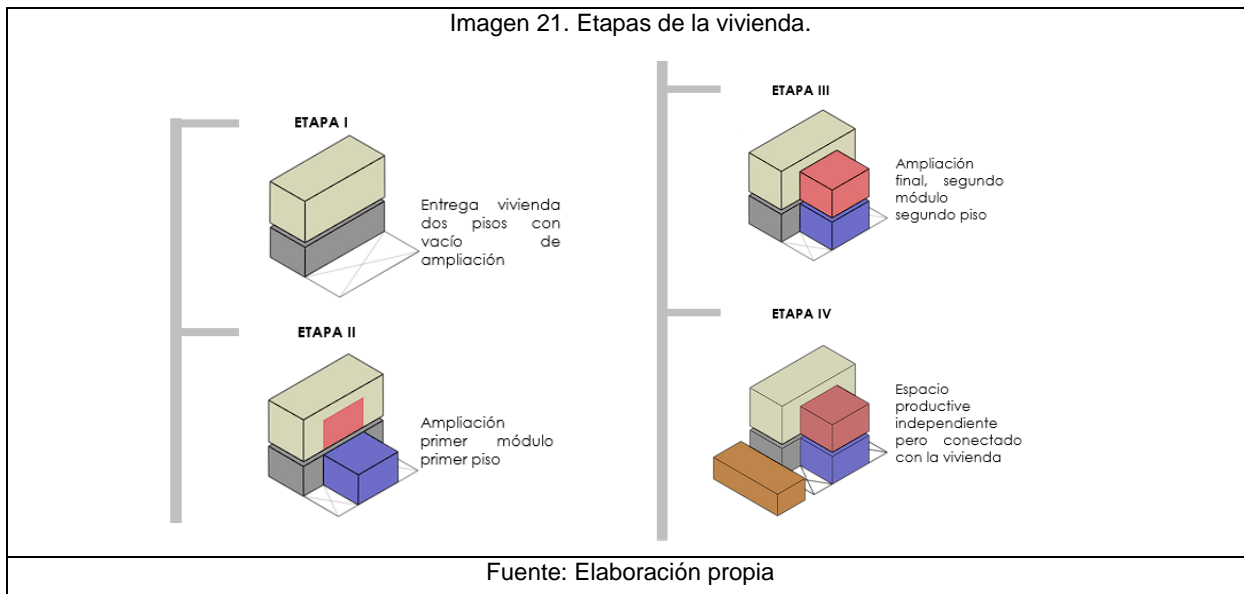 Imagen 21. Etapas de la vivienda.
ETAPA I
Entrega vivienda
dos pisos con
vacío de
ampliación
ETAPA II
Ampliación
primer módulo
primer piso
ETAPA III
Ampliación
final, segundo
módulo
segundo piso
ETAPA IV
Espacio
productive
independiente
pero conectado
con la vivienda
Fuente: Elaboración propia